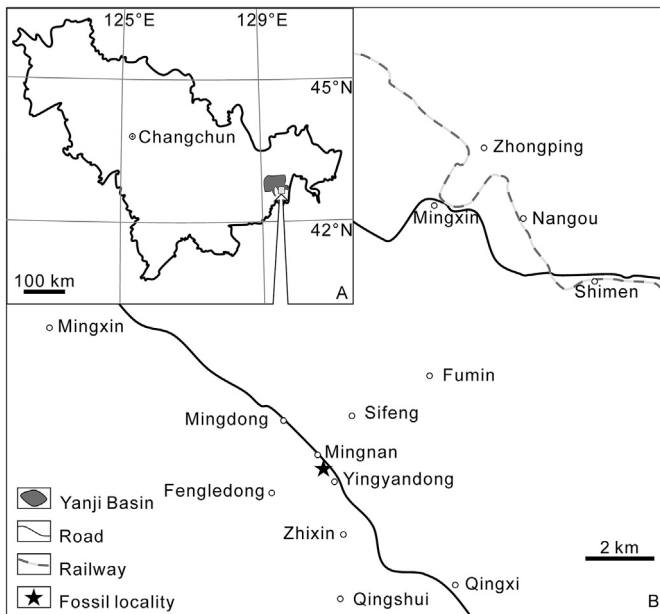 125°E
129°E
45°N
Changchun
42°N
100 km
A
Zhongping
Mingxin
Nangou
Shimen
Mingxin
Fumin
Sifeng
Mingdong
Mingnan
Yingyandong
Fengledong
Zhixin
Qingxi
Qingshui
Yanji Basin
Road
Railway
Fossil locality
2 km
B